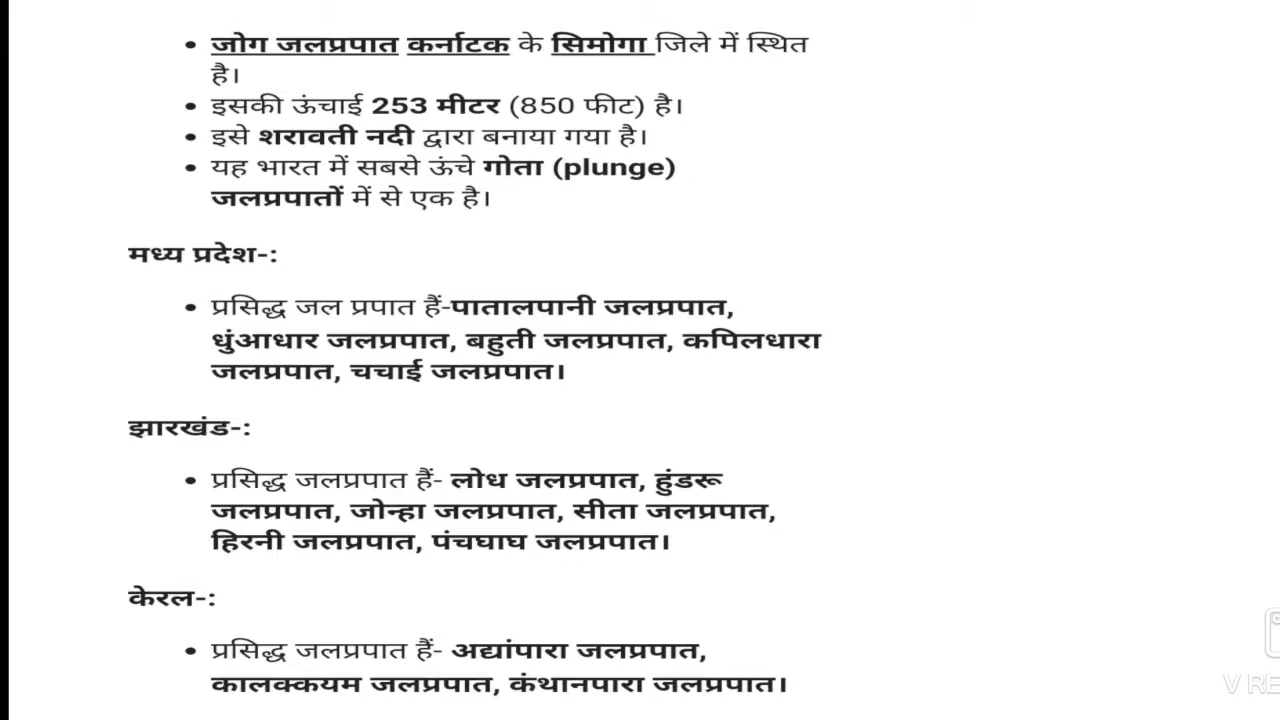 • जोग जलप्रपात कर्नाटक के सिमोगा जिले में स्थित
है।
• इसकी ऊंचाई 253 मीटर (850 फीट) है।
• इसे शरावती नदी द्वारा बनाया गया है।
• यह भारत में सबसे ऊंचे गोता (plunge)
जलप्रपातों में से एक है।
मध्य प्रदेश-:
• प्रसिद्ध जल प्रपात हैं-पातालपानी जलप्रपात,
धुंआधार जलप्रपात, बहुती जलप्रपात, कपिलधारा
जलप्रपात, चचाई जलप्रपात।
झारखंड-:
• प्रसिद्ध जलप्रपात हैं- लोध जलप्रपात, हुंडरू
जलप्रपात, जोन्हा जलप्रपात, सीता जलप्रपात,
हिरनी जलप्रपात, पंचघाघ जलप्रपात।
केरल-:
• प्रसिद्ध जलप्रपात हैं- अद्यांपारा जलप्रपात,
कालक्कयम जलप्रपात, कंथानपारा जलप्रपात।